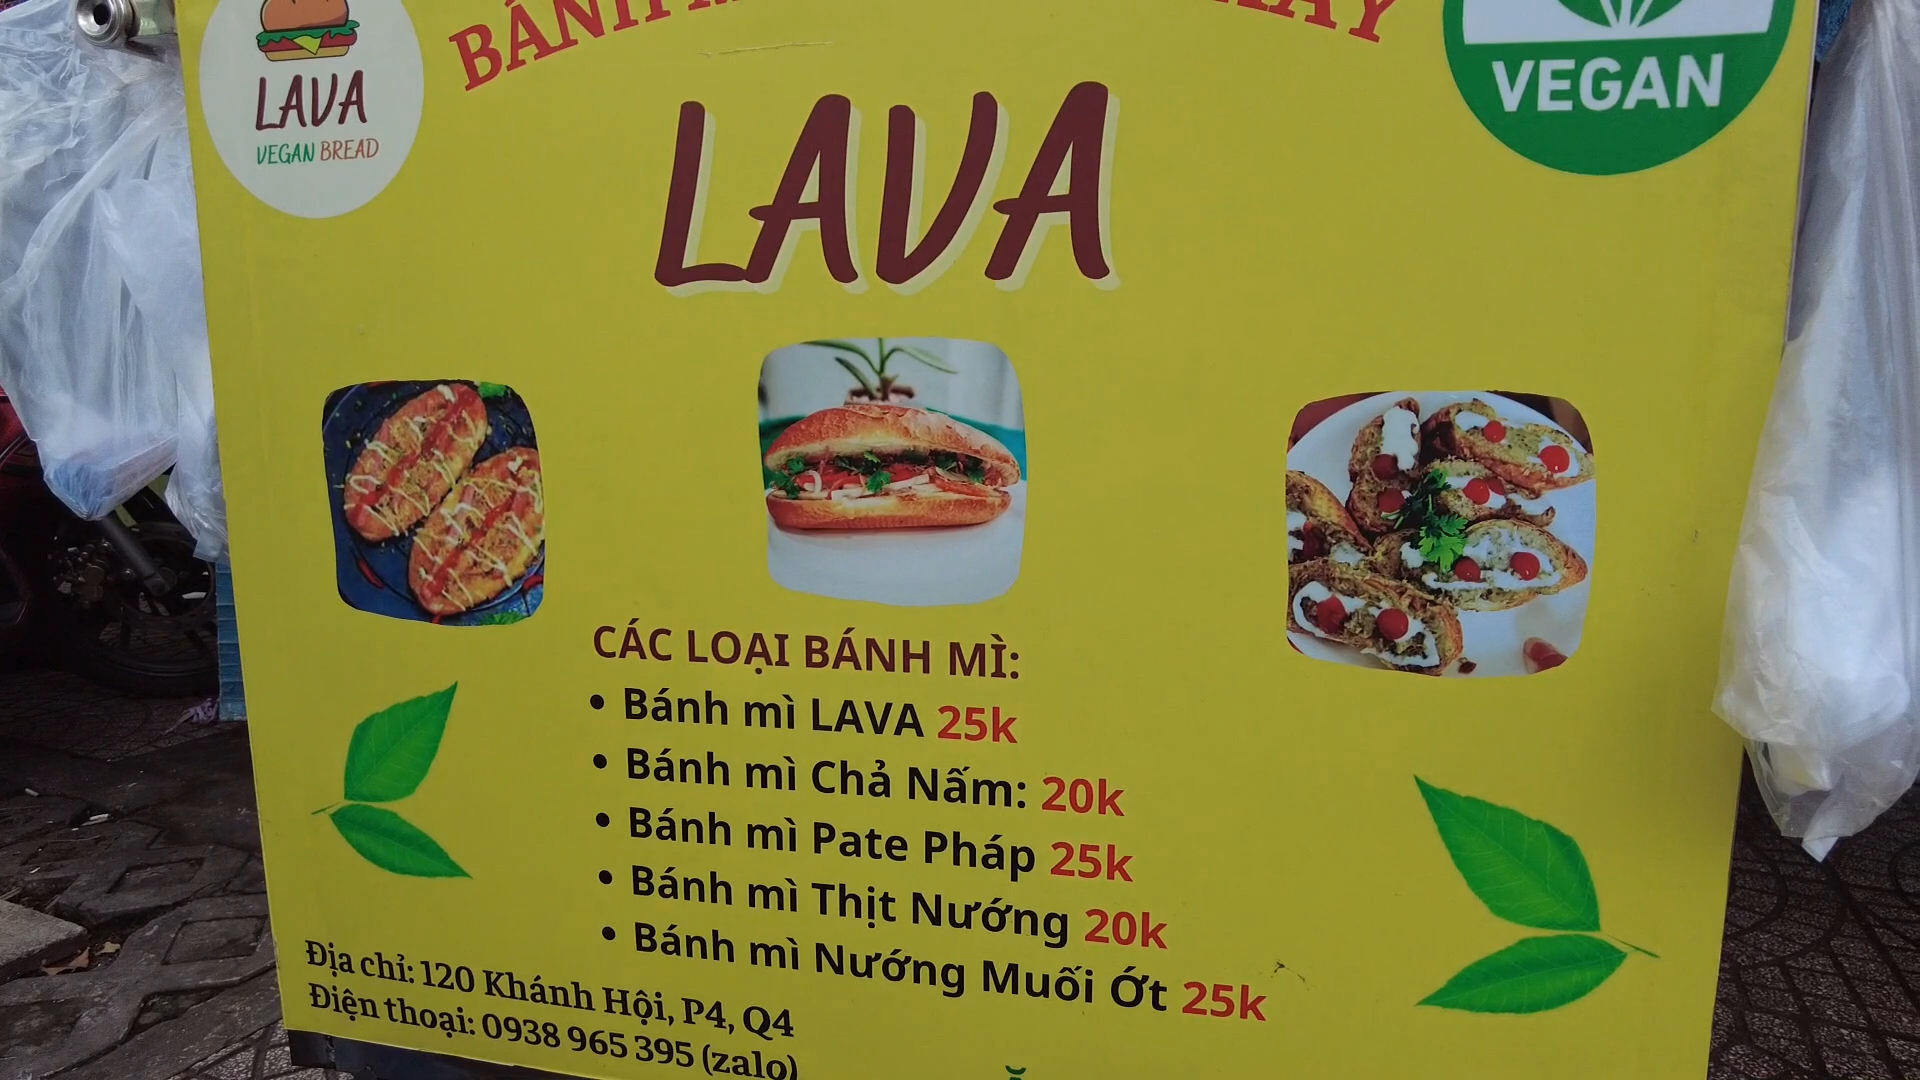 LAVA
VEGAN BREAD
BÁNH
VEGAN
LAVA
CÁC LOẠI BÁNH MÌ:
• Bánh mì LAVA 25k
• Bánh mì Chả Nấm: 20k
• Bánh mì Pate Pháp 25k
• Bánh mì Thịt Nướng 20k
• Bánh mì Nướng Muối Ớt 25k
Địa chỉ: 120 Khánh Hội, P4, Q4
Điện thoại: 0938 965 395 (zalo)